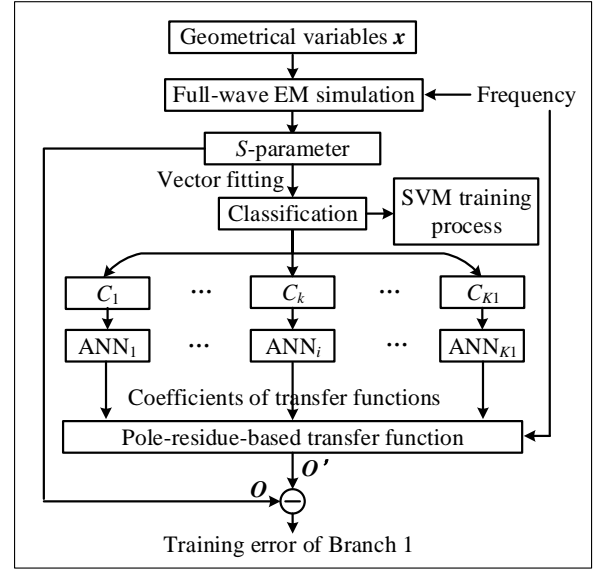 Geometrical variables x
Full-wave EM simulation
Frequency
S-parameter
Vector fitting
Classification
SVM training
process
C1 ... Ck ... CK1
ANN1 ... ANNi ... ANNK1
Coefficients of transfer functions
Pole-residue-based transfer function
O'
O
Training error of Branch 1